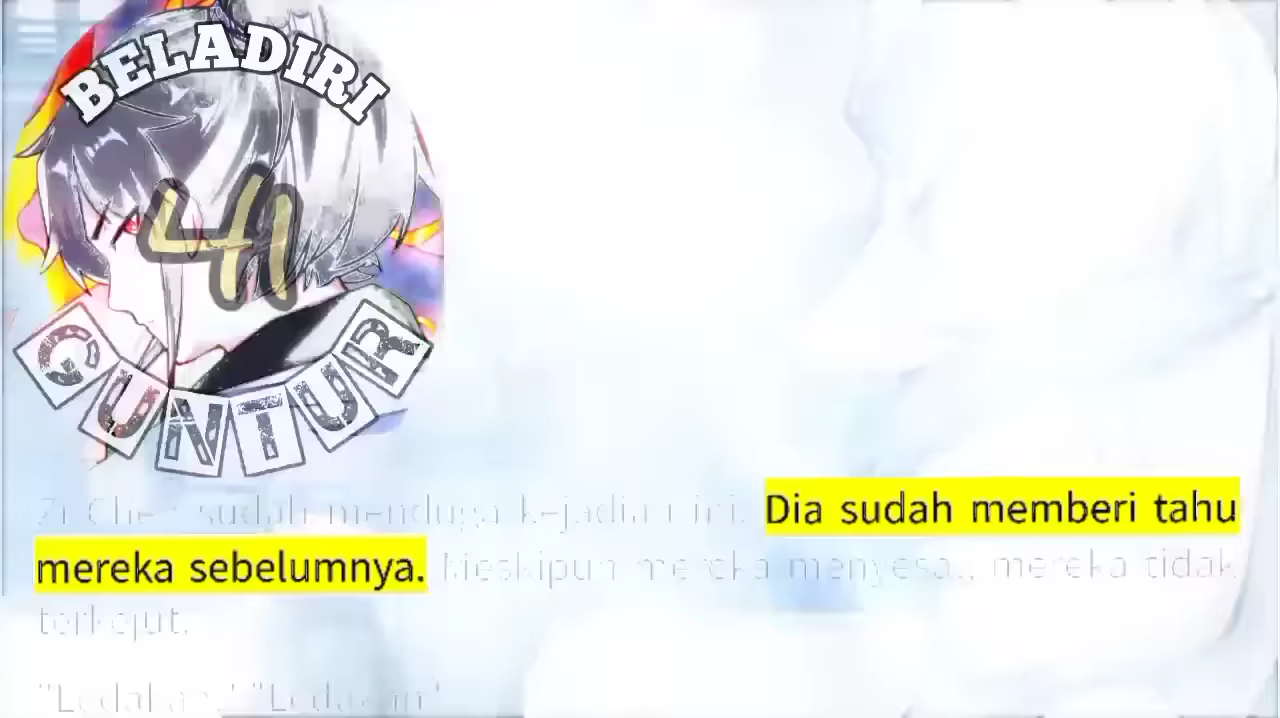 BELADIRI
41
GUNTUR
Zi Chen sudah menduga kejadian ini. Dia sudah memberi tahu
mereka sebelumnya. Meskipun mereka menyesal, mereka tidak
terkejut.
"Ledakan!" "Ledakan!"